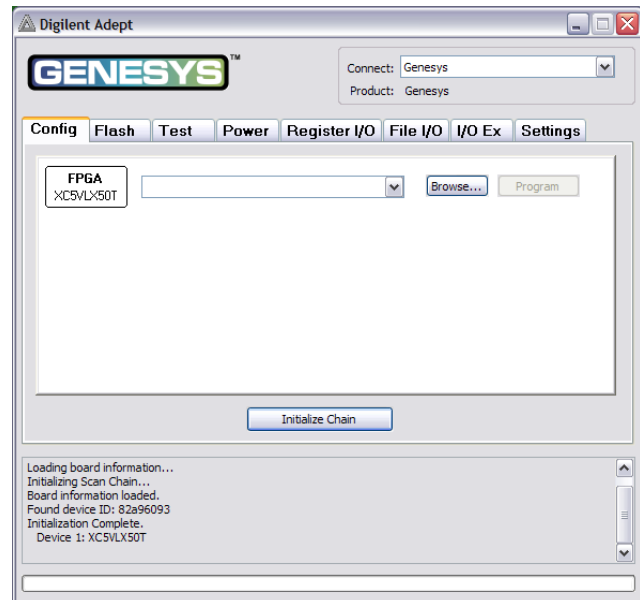 Digilent Adept
GENESYS™
Connect: Genesys
Product: Genesys
Config Flash Test Power Register I/O File I/O I/O Ex Settings
FPGA
XC5VLX50T
Browse... Program
Initialize Chain
Loading board information...
Initializing Scan Chain...
Board information loaded.
Found device ID: 82a96093
Initialization Complete.
Device 1: XC5VLX50T